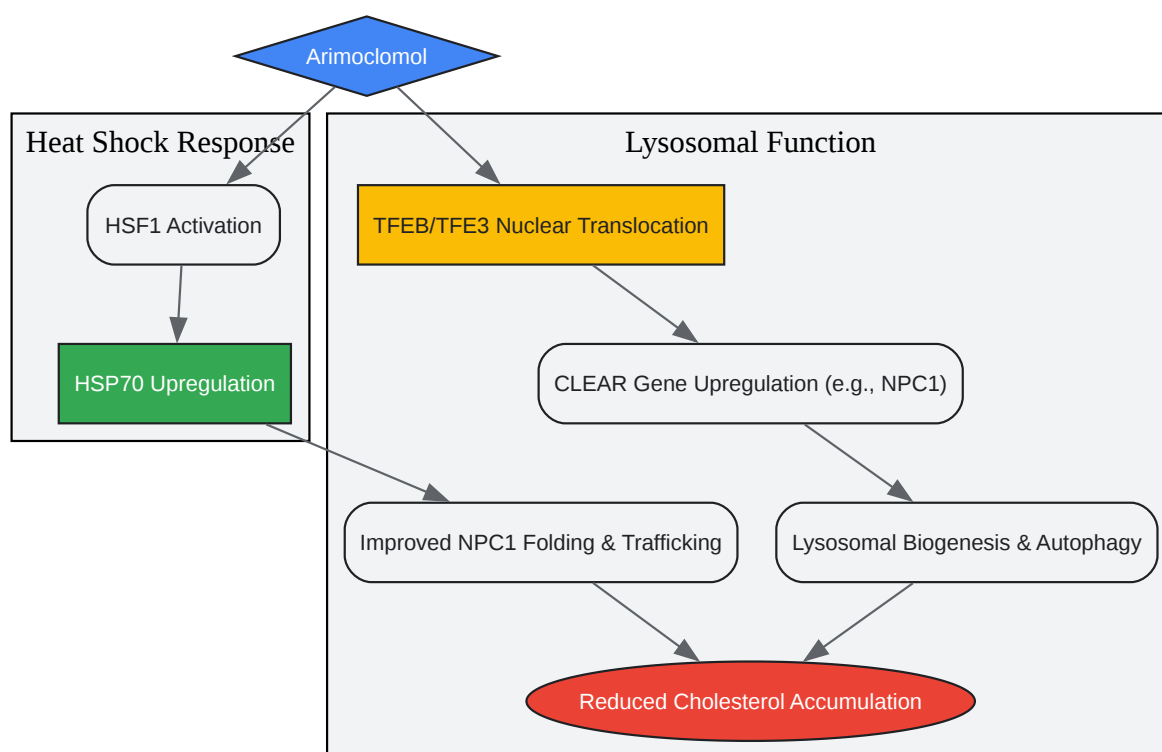 Arimoclomol
Heat Shock Response
Lysosomal Function
HSF1 Activation
TFEB/TFE3 Nuclear Translocation
HSP70 Upregulation
CLEAR Gene Upregulation (e.g., NPC1)
Improved NPC1 Folding & Trafficking
Lysosomal Biogenesis & Autophagy
Reduced Cholesterol Accumulation